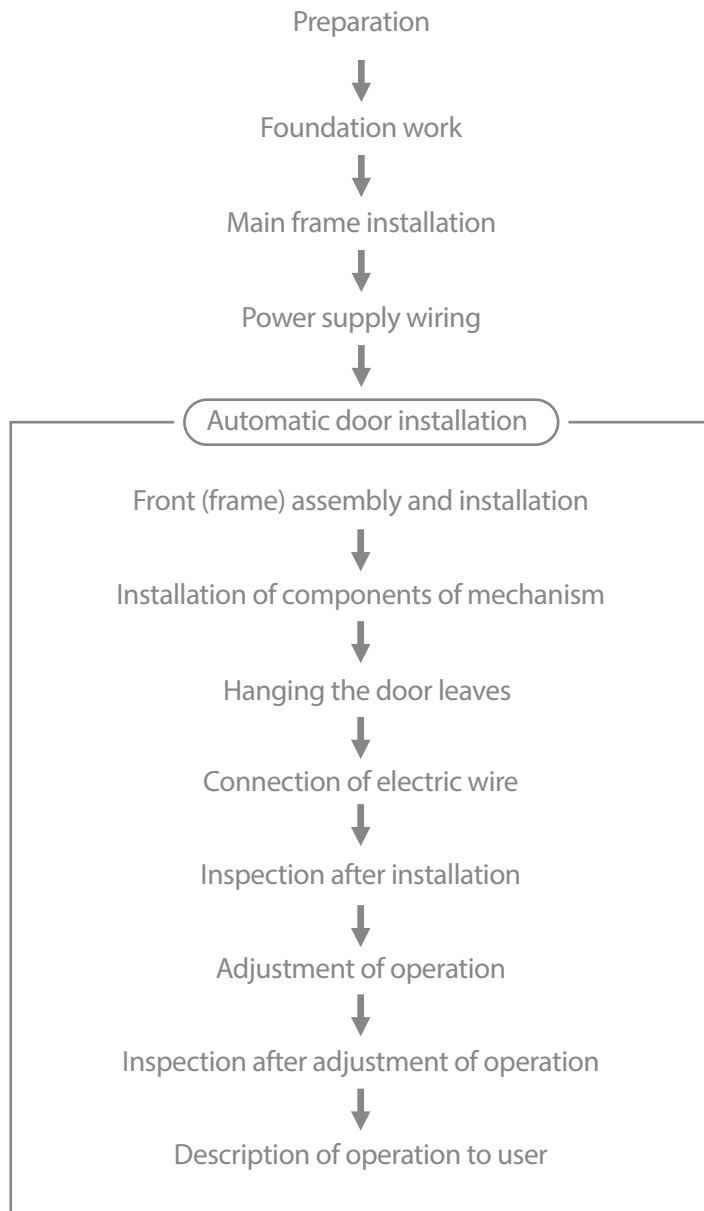 Preparation
Foundation work
Main frame installation
Power supply wiring
Automatic door installation
Front (frame) assembly and installation
Installation of components of mechanism
Hanging the door leaves
Connection of electric wire
Inspection after installation
Adjustment of operation
Inspection after adjustment of operation
Description of operation to user